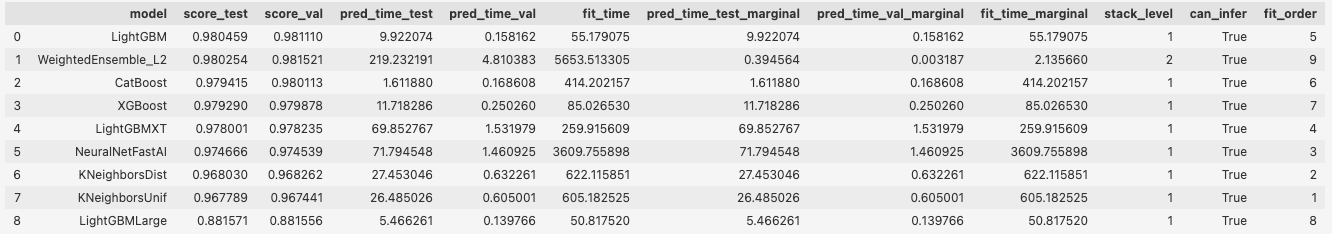 model score_test score_val pred_time_test pred_time_val fit_time pred_time_test_marginal pred_time_val_marginal fit_time_marginal stack_level can_infer fit_order
0 LightGBM 0.980459 0.981110 9.922074 0.158162 55.179075 9.922074 0.158162 55.179075 1 True 5
1 WeightedEnsemble_L2 0.980254 0.981521 219.232191 4.810383 5653.513305 0.394564 0.003187 2.135660 2 True 9
2 CatBoost 0.979415 0.980113 1.611880 0.168608 414.202157 1.611880 0.168608 414.202157 1 True 6
3 XGBoost 0.979290 0.979878 11.718286 0.250260 85.026530 11.718286 0.250260 85.026530 1 True 7
4 LightGBMXT 0.978001 0.978235 69.852767 1.531979 259.915609 69.852767 1.531979 259.915609 1 True 4
5 NeuralNetFastAI 0.974666 0.974539 71.794548 1.460925 3609.755898 71.794548 1.460925 3609.755898 1 True 3
6 KNeighborsDist 0.968030 0.968262 27.453046 0.632261 622.115851 27.453046 0.632261 622.115851 1 True 2
7 KNeighborsUnif 0.967789 0.967441 26.485026 0.605001 605.182525 26.485026 0.605001 605.182525 1 True 1
8 LightGBMLarge 0.881571 0.881556 5.466261 0.139766 50.817520 5.466261 0.139766 50.817520 1 True 8